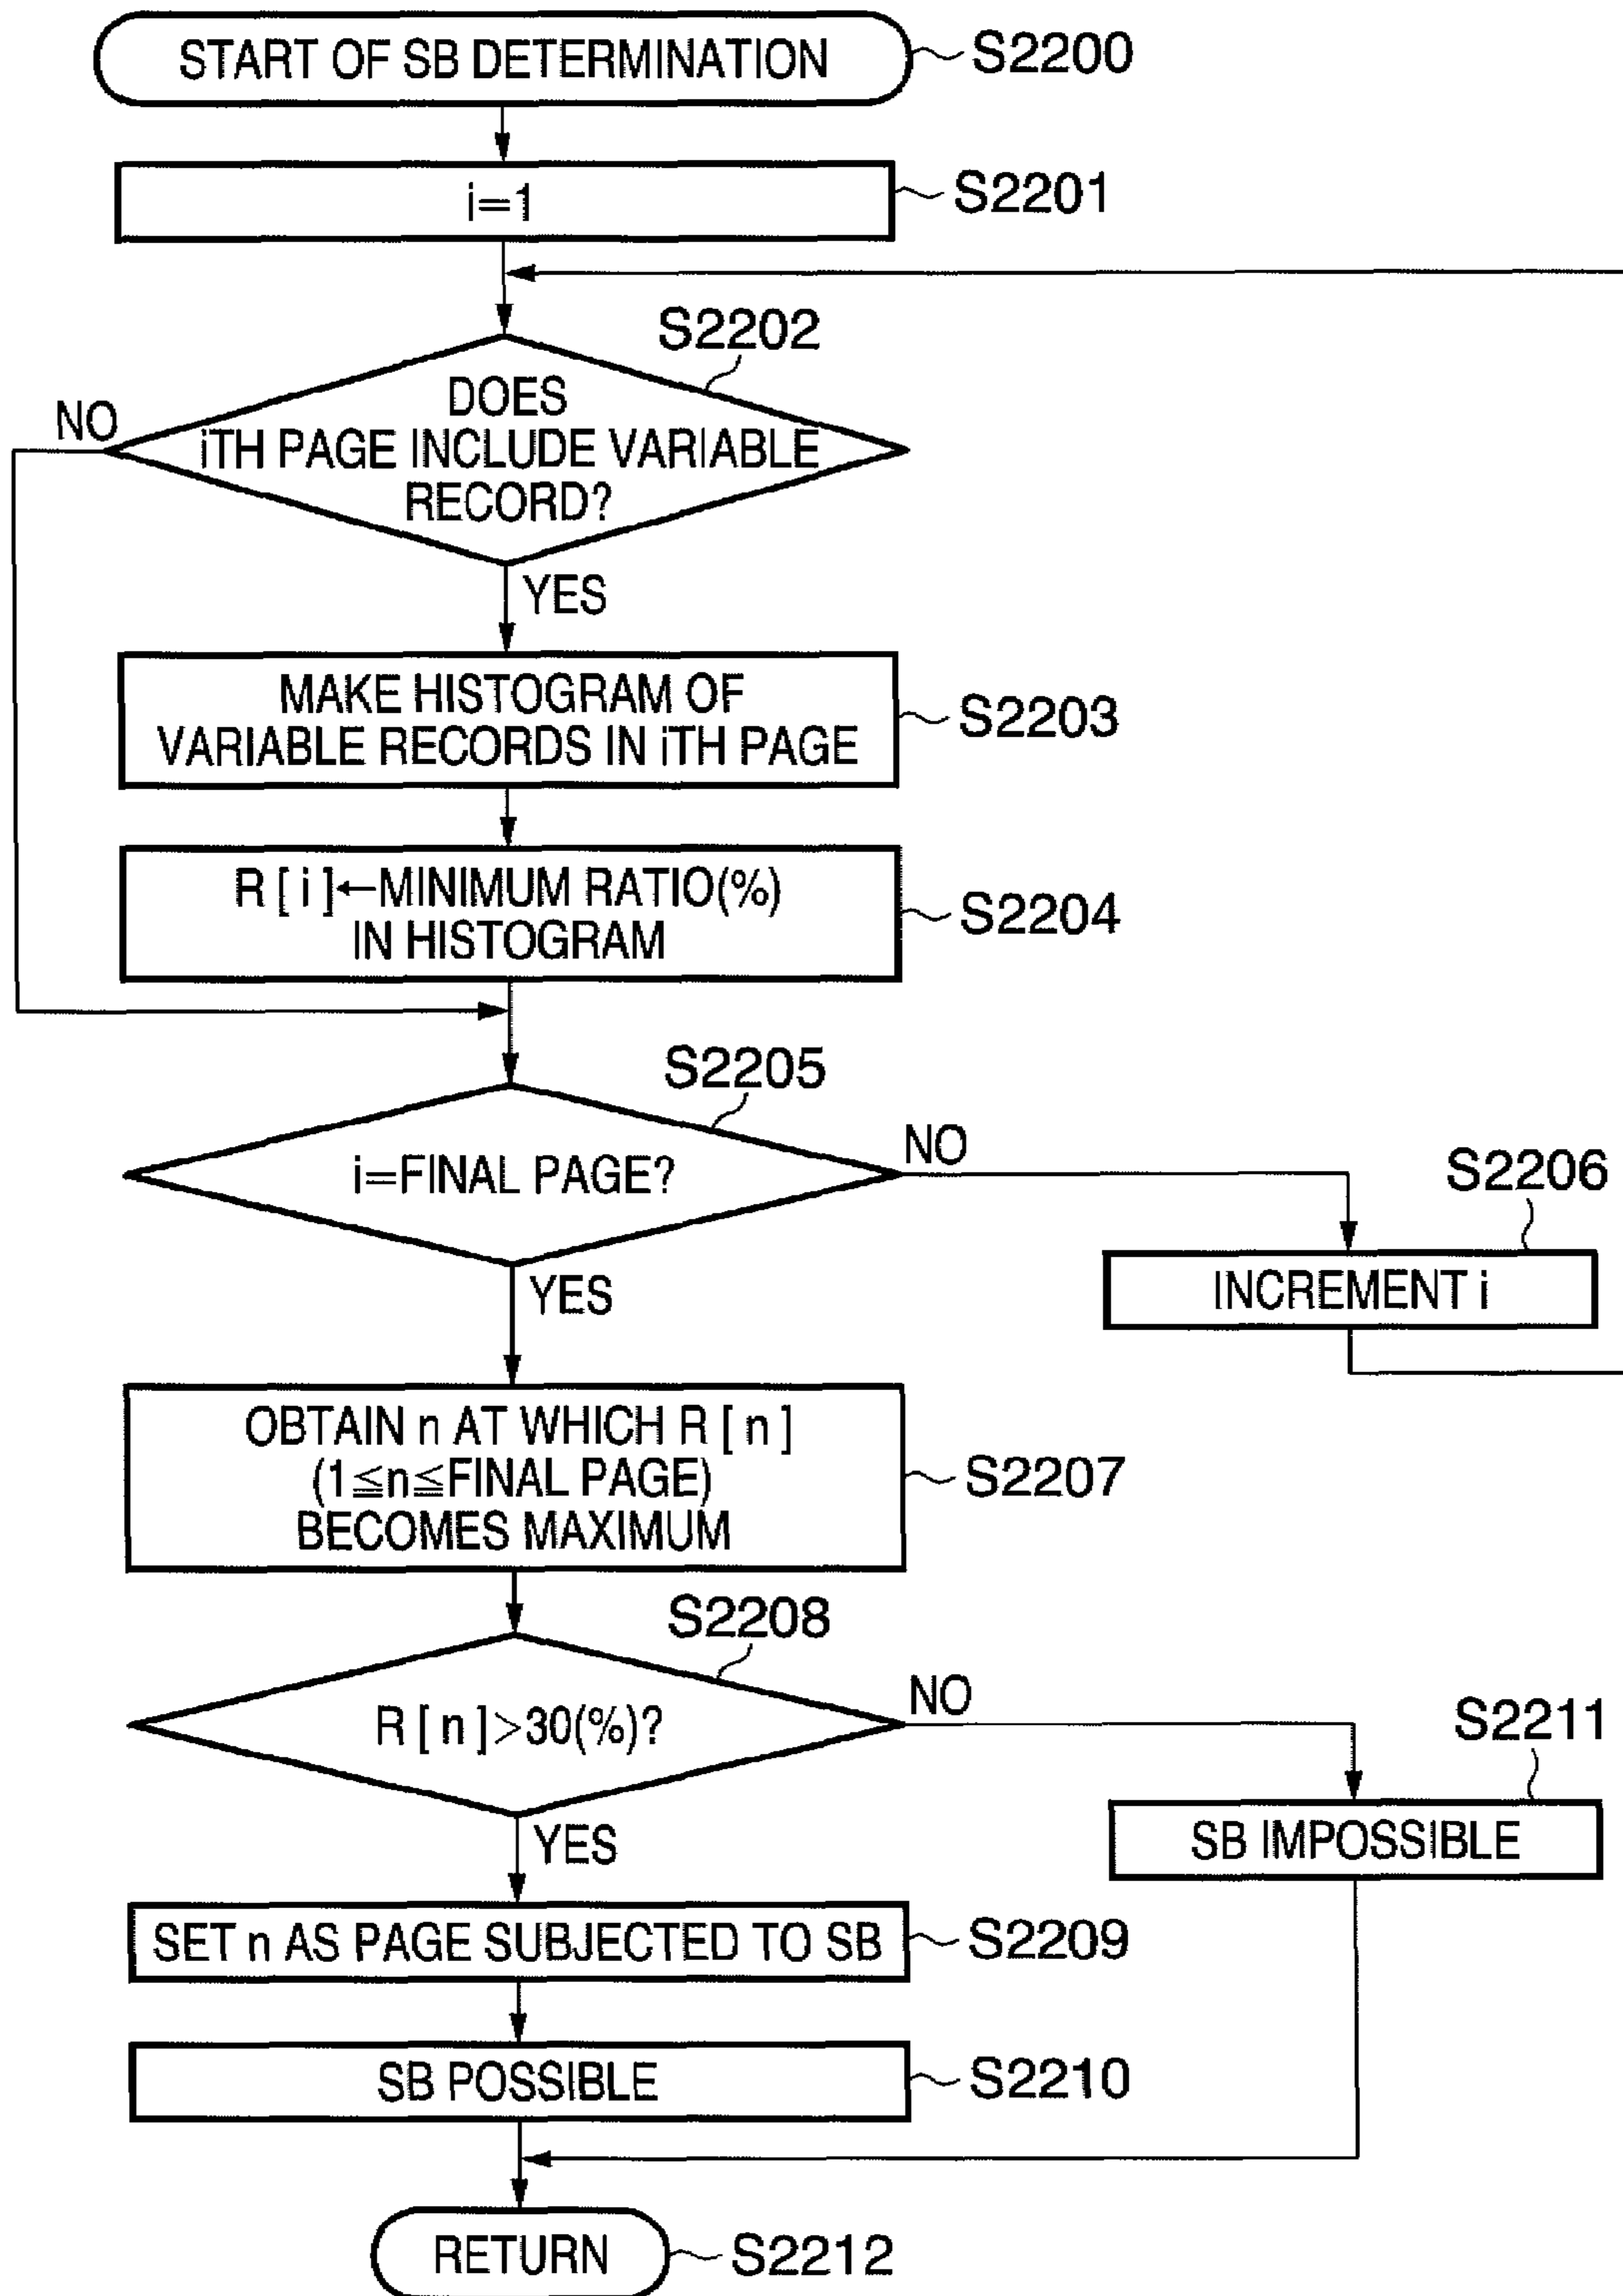 START OF SB DETERMINATION
S2200
i=1
S2201
S2202
DOES
iTH PAGE INCLUDE VARIABLE
RECORD?
NO
YES
MAKE HISTOGRAM OF
VARIABLE RECORDS IN iTH PAGE
S2203
R [ i ]←MINIMUM RATIO(%)
IN HISTOGRAM
S2204
S2205
i=FINAL PAGE?
NO
YES
S2206
INCREMENT i
OBTAIN n AT WHICH R [ n ]
(1≦n≦FINAL PAGE)
BECOMES MAXIMUM
S2207
S2208
R [ n ]>30(%)?
NO
YES
S2211
SB IMPOSSIBLE
SET n AS PAGE SUBJECTED TO SB
S2209
SB POSSIBLE
S2210
RETURN
S2212